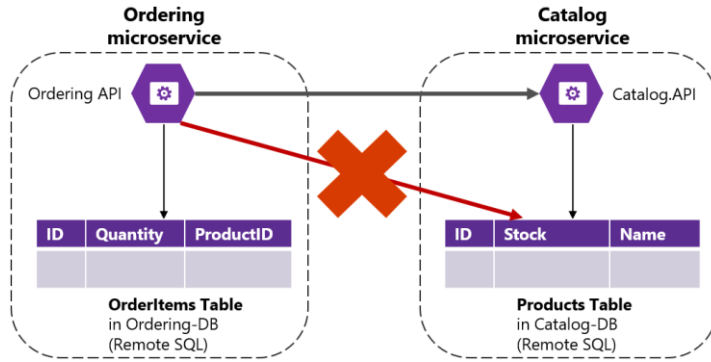 Ordering
microservice
Catalog
microservice
Ordering API
Catalog.API
ID Quantity ProductID
ID Stock Name
OrderItems Table
in Ordering-DB
(Remote SQL)
Products Table
in Catalog-DB
(Remote SQL)